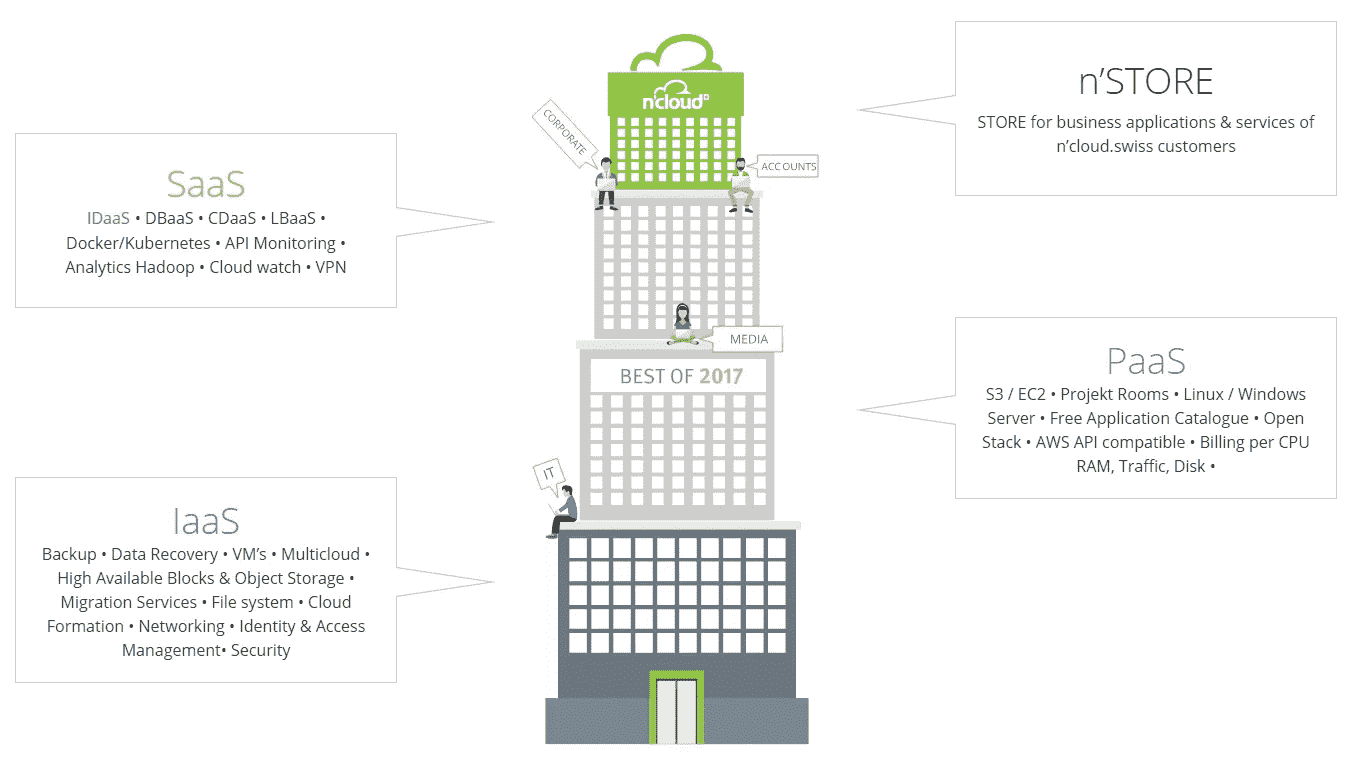 n'cloud
CORPORATE
ACCOUNTS
MEDIA
BEST OF 2017
IT
SaaS
IDaaS • DBaaS • CDaaS • LBaaS •
Docker/Kubernetes • API Monitoring •
Analytics Hadoop • Cloud watch • VPN
IaaS
Backup • Data Recovery • VM’s • Multicloud •
High Available Blocks & Object Storage •
Migration Services • File system • Cloud
Formation • Networking • Identity & Access
Management• Security
n’STORE
STORE for business applications & services of
n’cloud.swiss customers
PaaS
S3 / EC2 • Projekt Rooms • Linux / Windows
Server • Free Application Catalogue • Open
Stack • AWS API compatible • Billing per CPU
RAM, Traffic, Disk •